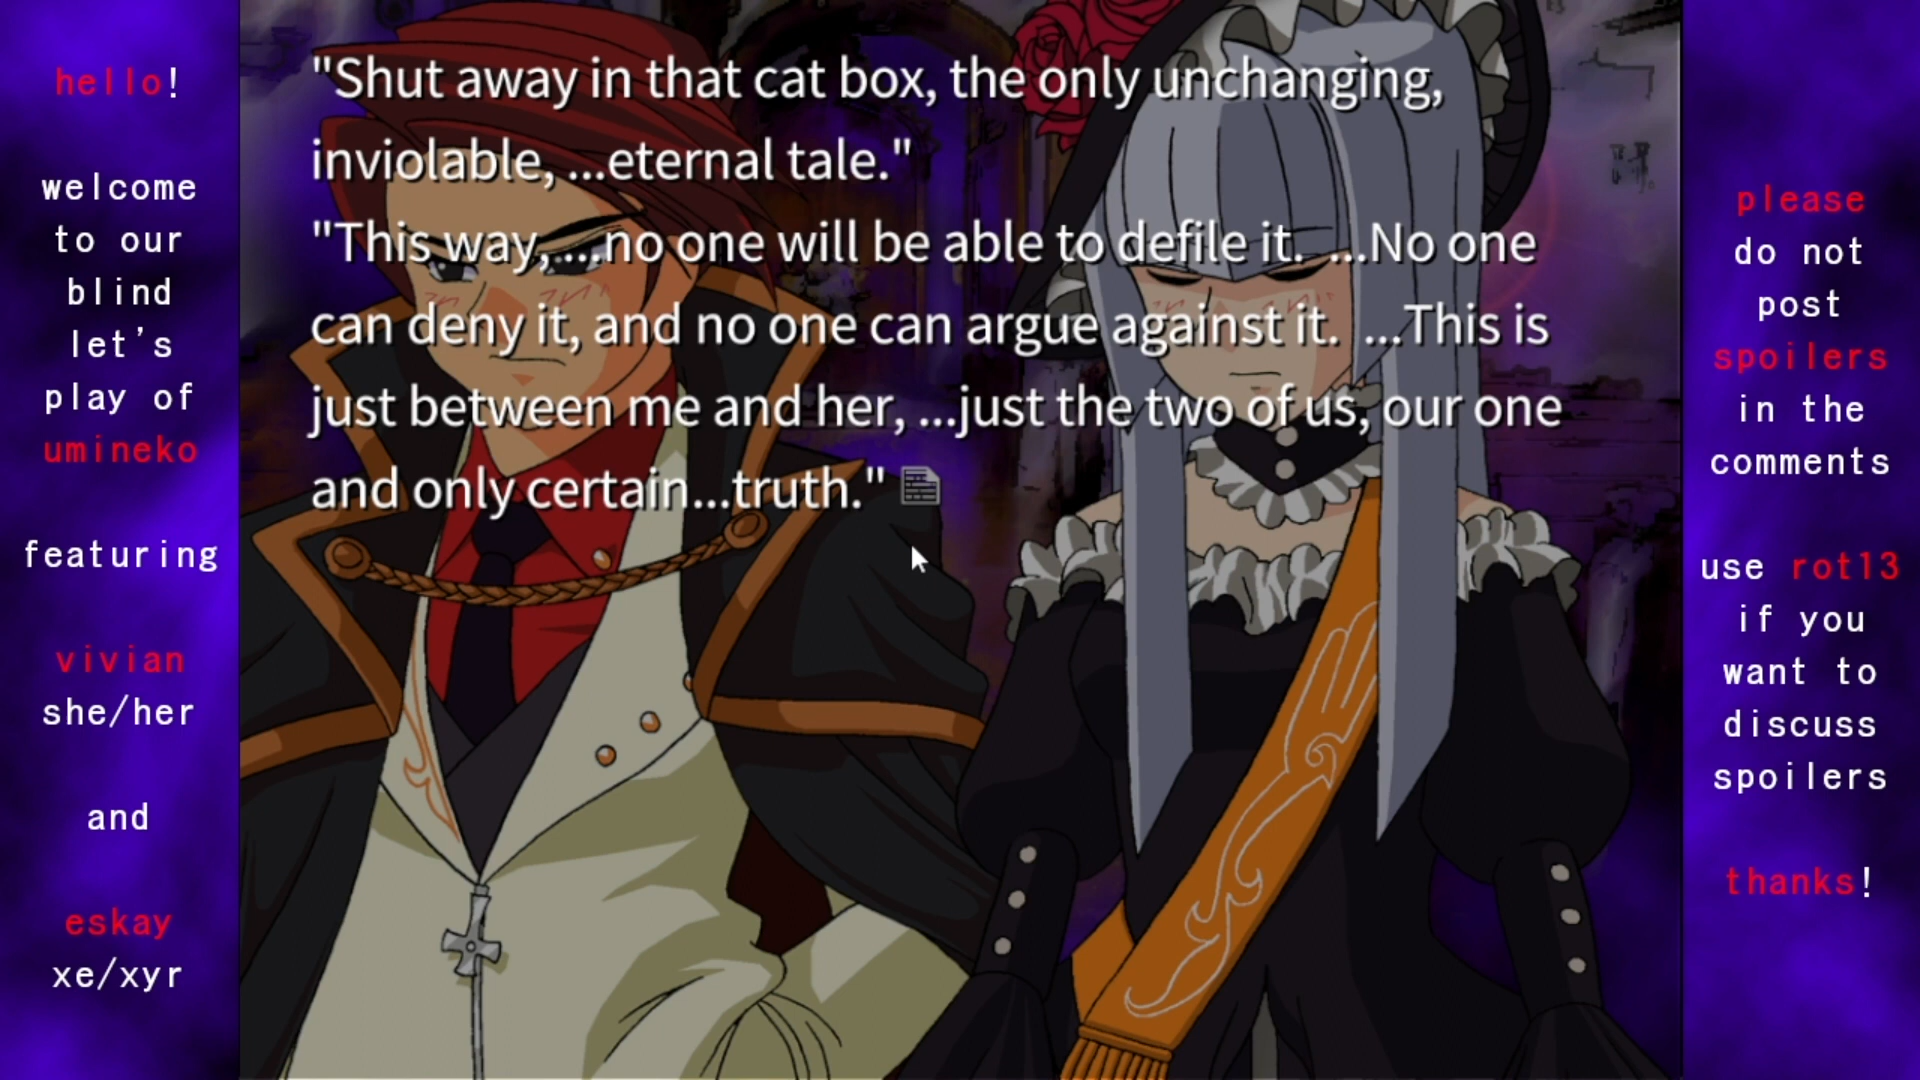 hello!
welcome
to our
blind
let's
play of
umineko
featuring
vivian
she/her
and
eskay
xe/xyr
"Shut away in that cat box, the only unchanging,
inviolable, ...eternal tale."
"This way, ...no one will be able to defile it.  ...No one
can deny it, and no one can argue against it.  ...This is
just between me and her, ...just the two of us, our one
and only certain...truth."
please
do not
post
spoilers
in the
comments
use rot13
if you
want to
discuss
spoilers
thanks!